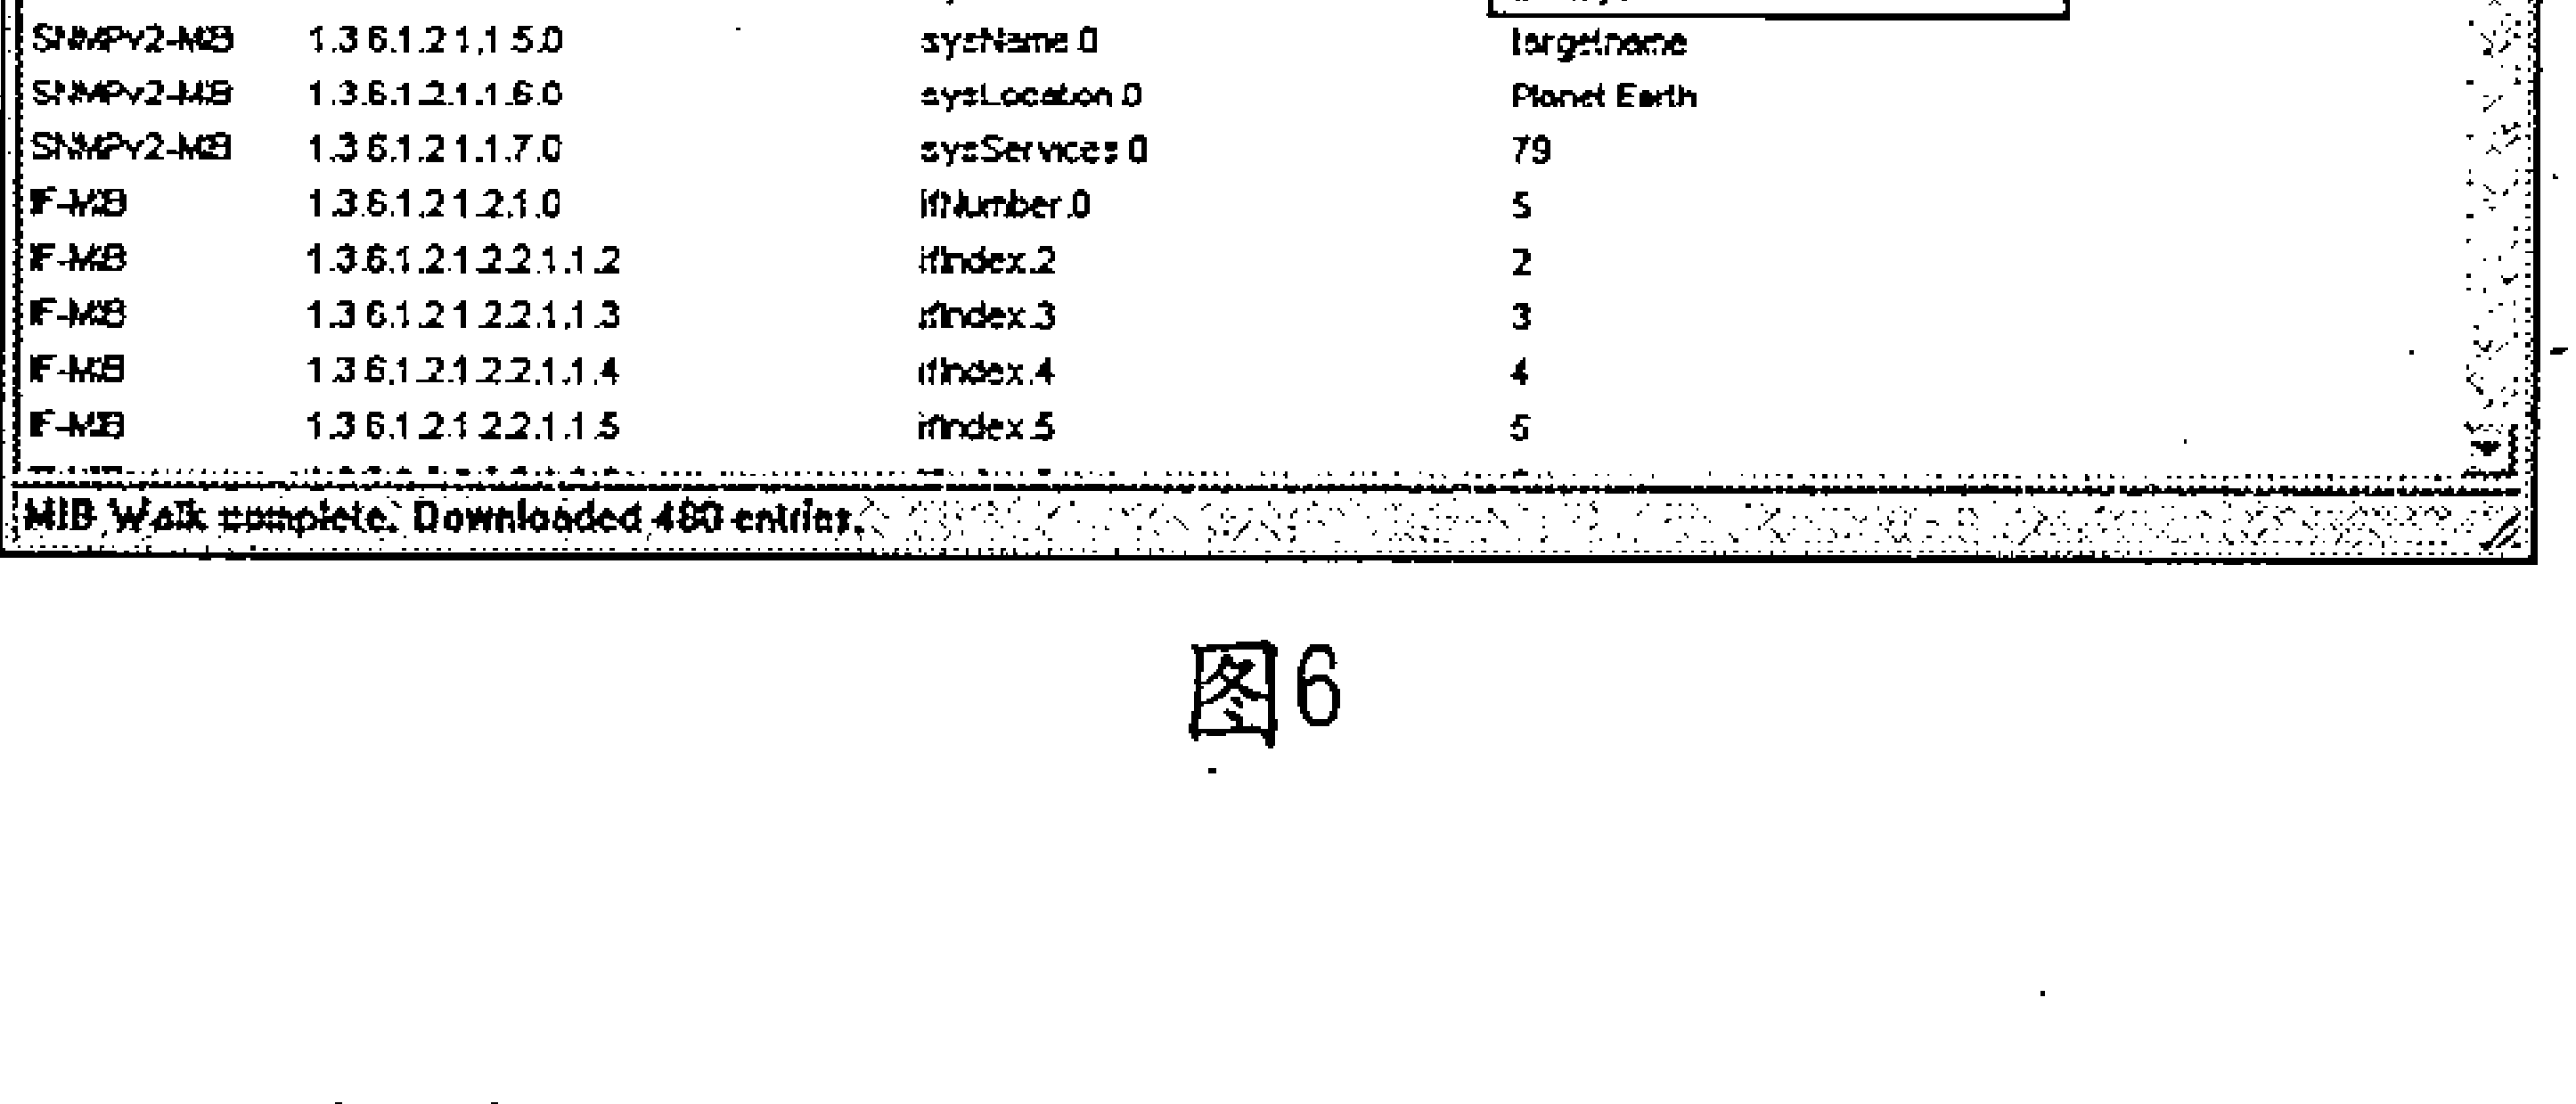 SNMPv2-MIB 1.3.6.1.2.1.1.5.0 sysName.0 targetname
SNMPv2-MIB 1.3.6.1.2.1.1.6.0 sysLocation.0 Planet Earth
SNMPv2-MIB 1.3.6.1.2.1.1.7.0 sysServices.0 79
IF-MIB 1.3.6.1.2.1.2.1.0 ifNumber.0 5
IF-MIB 1.3.6.1.2.1.2.2.1.1.2 ifIndex.2 2
IF-MIB 1.3.6.1.2.1.2.2.1.1.3 ifIndex.3 3
IF-MIB 1.3.6.1.2.1.2.2.1.1.4 ifIndex.4 4
IF-MIB 1.3.6.1.2.1.2.2.1.1.5 ifIndex.5 5
MIB Walk complete. Downloaded 480 entries.
图6